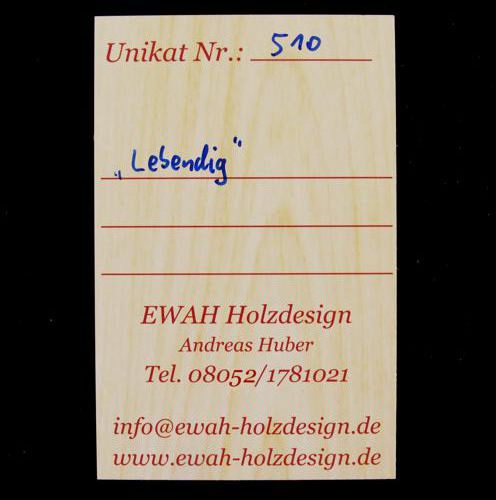 Unikat Nr.: 510
„Lebendig“
EWAH Holzdesign
Andreas Huber
Tel. 08052/1781021
info@ewah-holzdesign.de
www.ewah-holzdesign.de